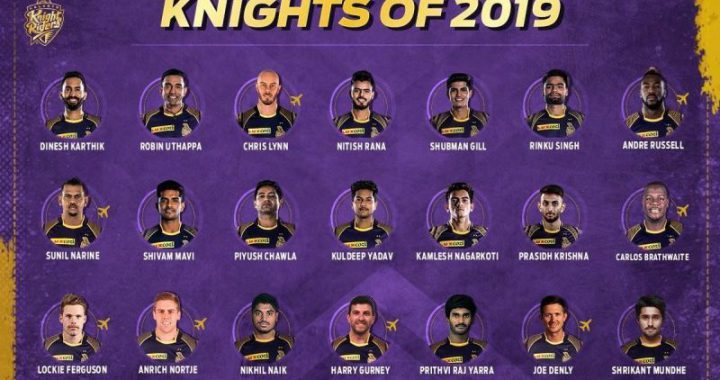 Knight
Riders
KNIGHTS OF 2019
DINESH KARTHIK
ROBIN UTHAPPA
CHRIS LYNN
NITISH RANA
SHUBMAN GILL
RINKU SINGH
ANDRE RUSSELL
SUNIL NARINE
SHIVAM MAVI
PIYUSH CHAWLA
KULDEEP YADAV
KAMLESH NAGARKOTI
PRASIDH KRISHNA
CARLOS BRATHWAITE
LOCKIE FERGUSON
ANRICH NORTJE
NIKHIL NAIK
HARRY GURNEY
PRITHVI RAJ YARRA
JOE DENLY
SHRIKANT MUNDHE